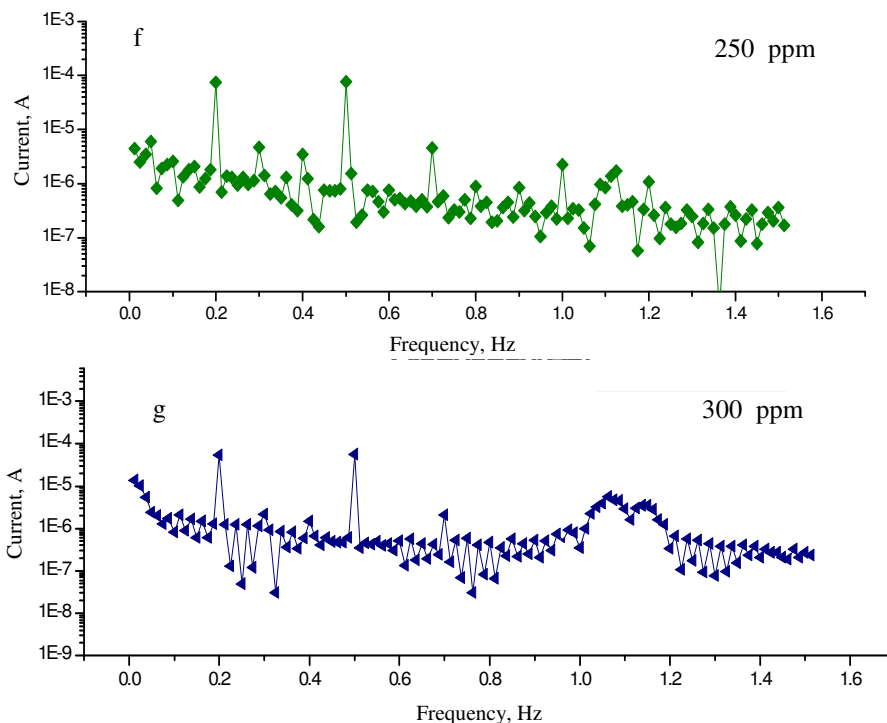 f
250 ppm
1E-3
1E-4
1E-5
1E-6
1E-7
1E-8
Current, A
0.0 0.2 0.4 0.6 0.8 1.0 1.2 1.4 1.6
Frequency, Hz
g
300 ppm
1E-3
1E-4
1E-5
1E-6
1E-7
1E-8
1E-9
Current, A
0.0 0.2 0.4 0.6 0.8 1.0 1.2 1.4 1.6
Frequency, Hz